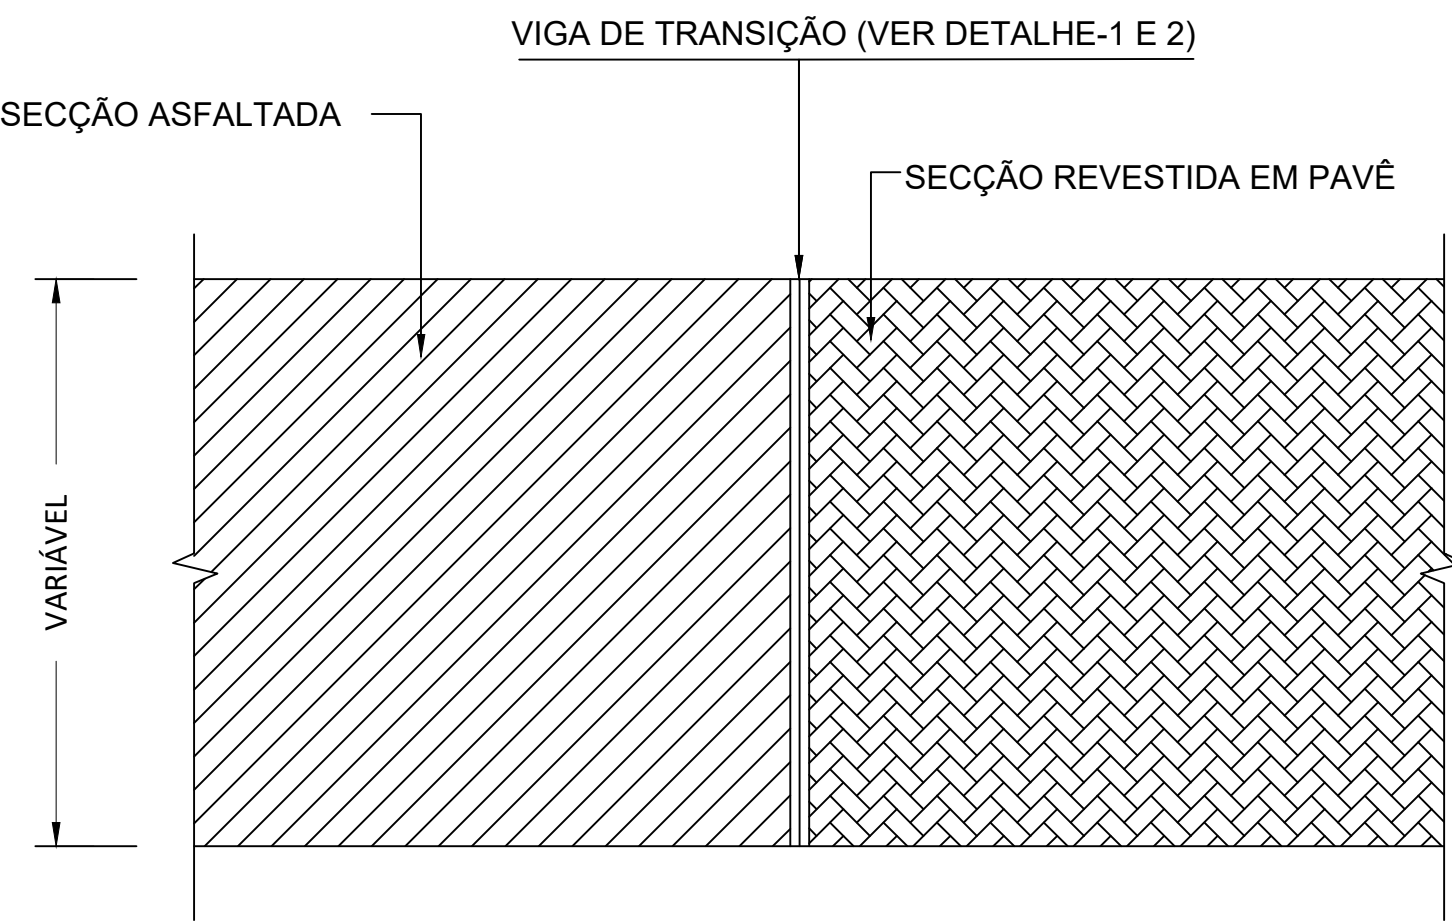 VIGA DE TRANSIÇÃO (VER DETALHE-1 E 2)
SECÇÃO ASFALTADA
SECÇÃO REVESTIDA EM PAVÊ
VARIÁVEL